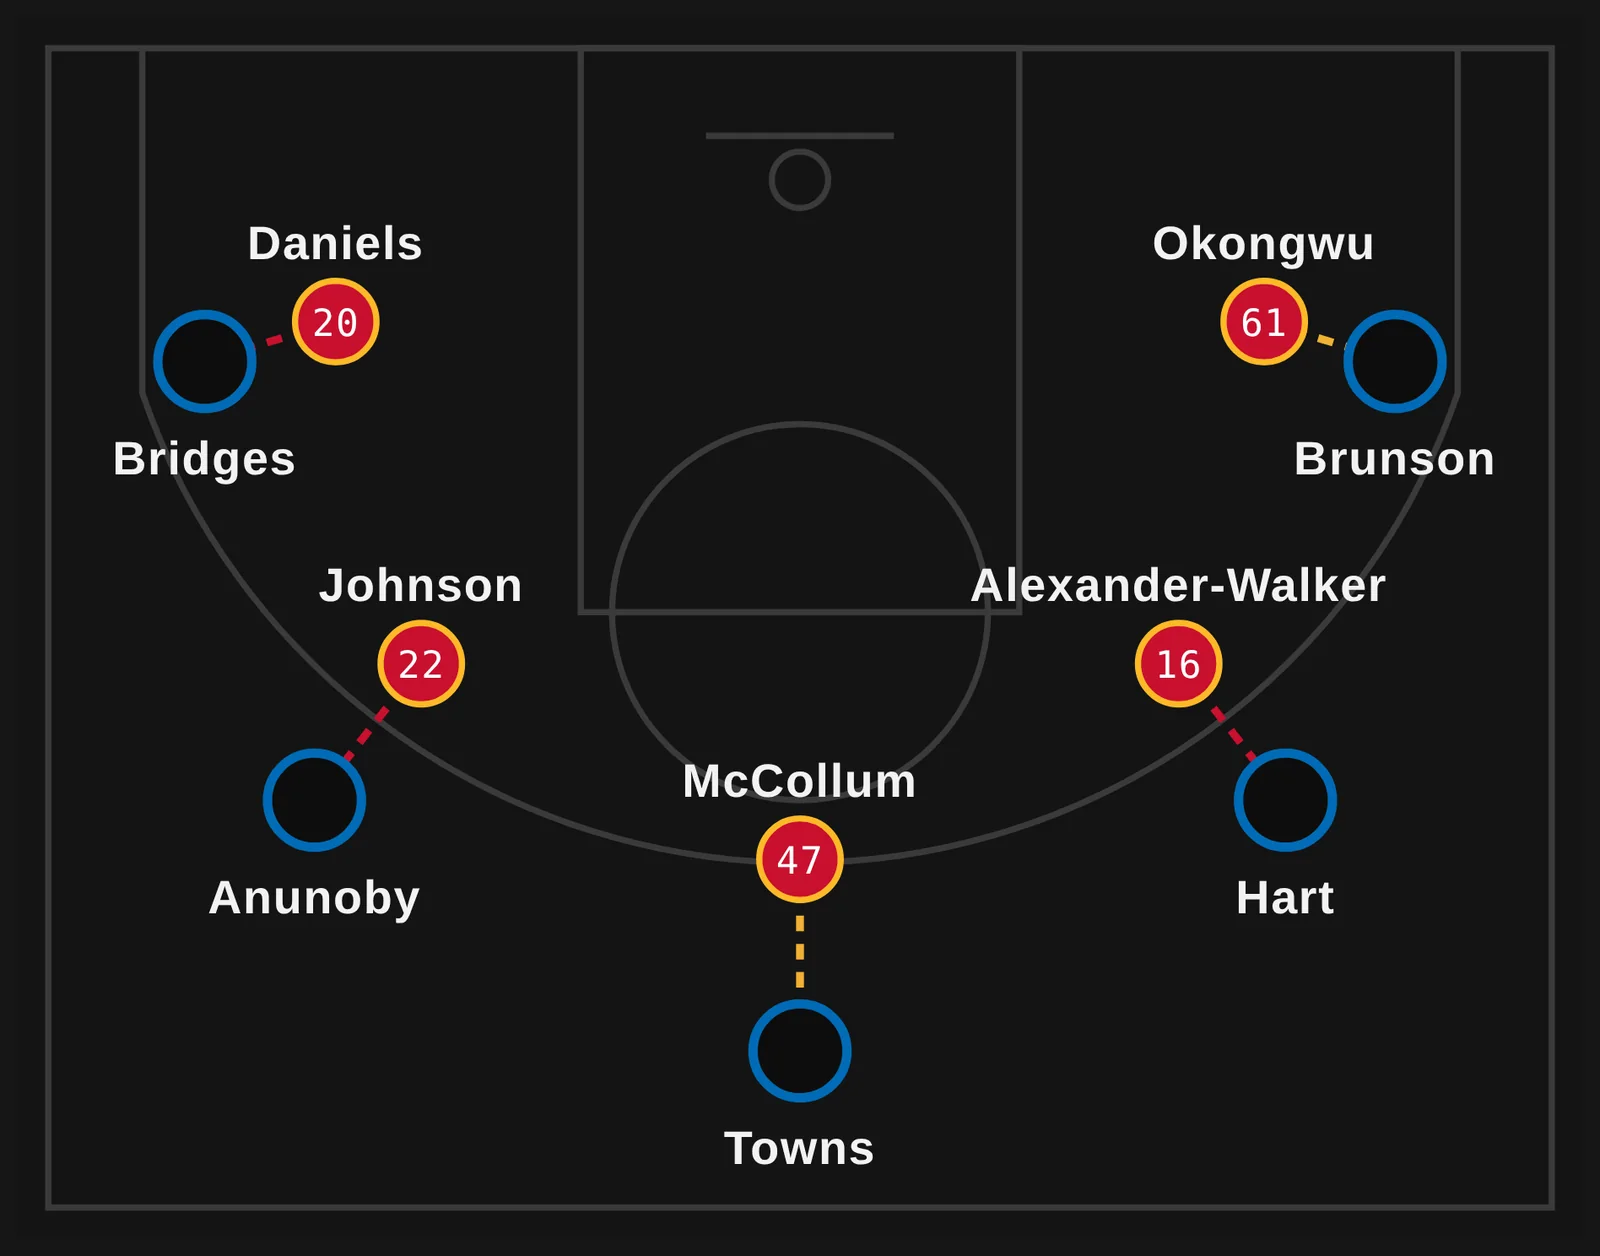 Daniels
20
Bridges
Okongwu
61
Brunson
Johnson
22
Anunoby
Alexander-Walker
16
Hart
McCollum
47
Towns